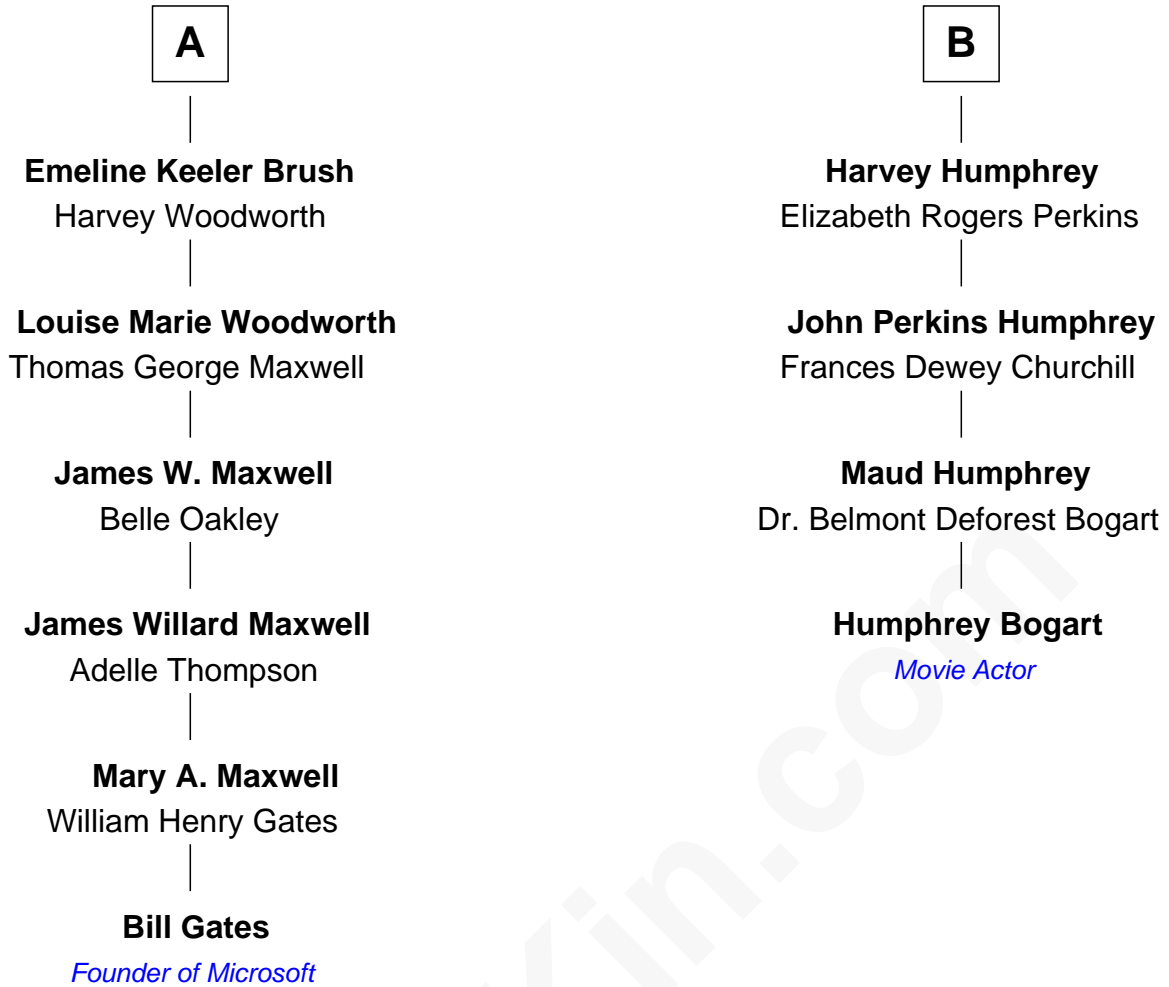 A
Emeline Keeler Brush
Harvey Woodworth
Louise Marie Woodworth
Thomas George Maxwell
James W. Maxwell
Belle Oakley
James Willard Maxwell
Adelle Thompson
Mary A. Maxwell
William Henry Gates
Bill Gates
Founder of Microsoft
B
Harvey Humphrey
Elizabeth Rogers Perkins
John Perkins Humphrey
Frances Dewey Churchill
Maud Humphrey
Dr. Belmont Deforest Bogart
Humphrey Bogart
Movie Actor